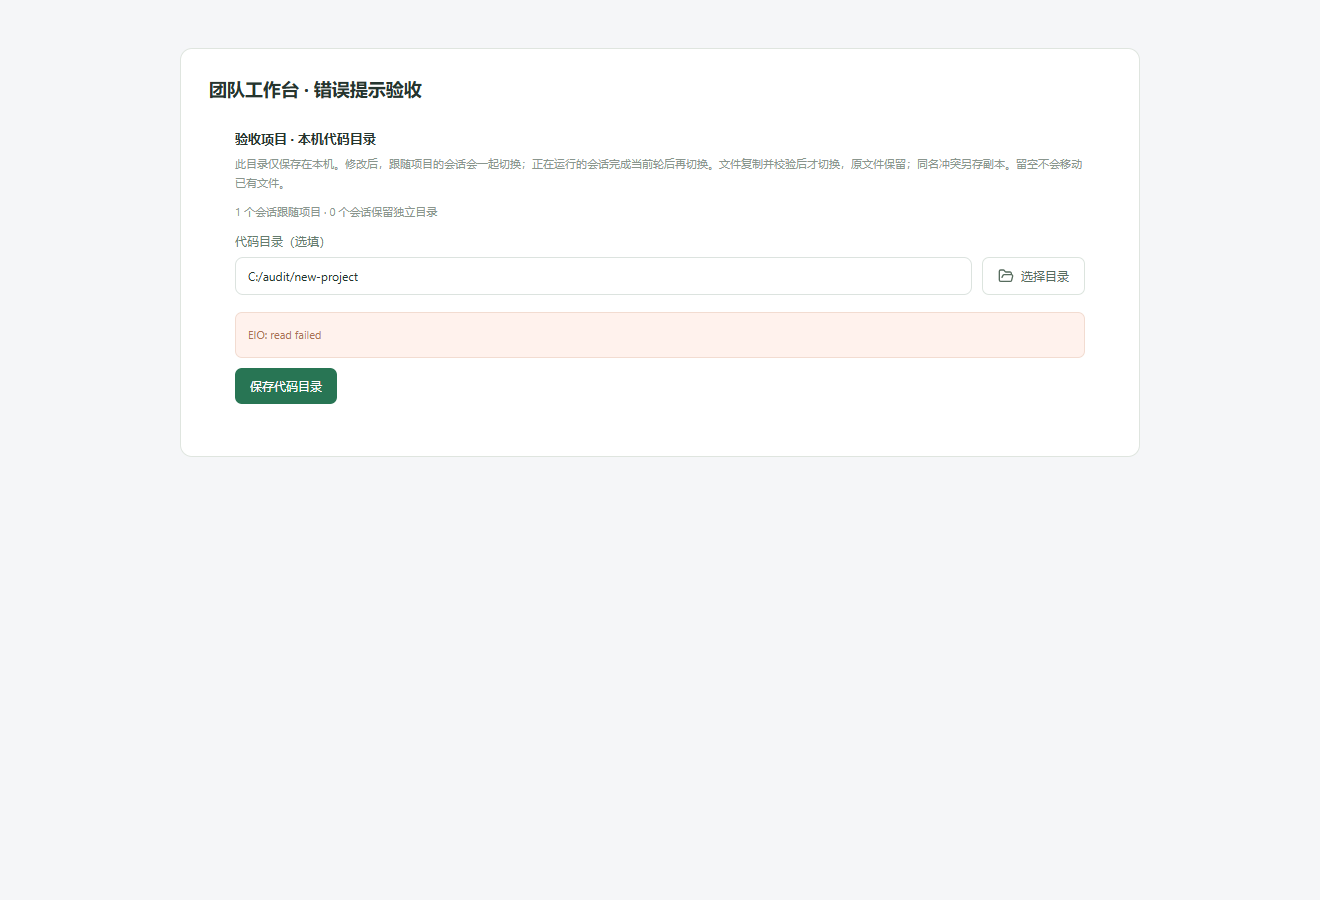 团队工作台 · 错误提示验收
验收项目 · 本机代码目录
此目录仅保存在本机。修改后，跟随项目的会话会一起切换；正在运行的会话完成当前轮后再切换。文件复制并校验后才切换，原文件保留；同名冲突另存副本。留空不会移动
已有文件。
1 个会话跟随项目 · 0 个会话保留独立目录
代码目录（选填）
C:/audit/new-project
选择目录
EIO: read failed
保存代码目录